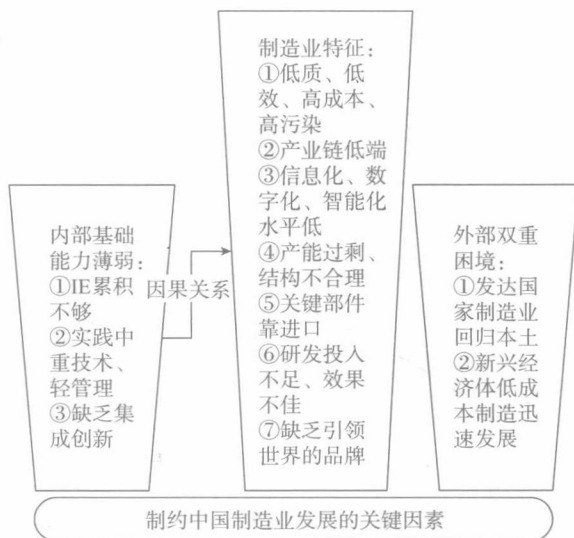 内部基础
能力薄弱：
①IE累积
不够
②实践中
重技术、
轻管理
③缺乏集
成创新
因果关系
制造业特征：
①低质、低
效、高成本、
高污染
②产业链低端
③信息化、数
字化、智能化
水平低
④产能过剩、
结构不合理
⑤关键部件
靠进口
⑥研发投入
不足、效果
不佳
⑦缺乏引领
世界的品牌
外部双重
困境：
①发达国
家制造业
回归本土
②新兴经
济体低成
本制造迅
速发展
制约中国制造业发展的关键因素